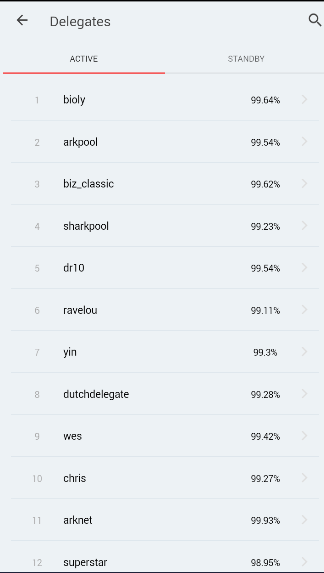 Delegates
ACTIVE STANDBY
1 bioly 99.64%
2 arkpool 99.54%
3 biz_classic 99.62%
4 sharkpool 99.23%
5 dr10 99.54%
6 ravelou 99.11%
7 yin 99.3%
8 dutchdelegate 99.28%
9 wes 99.42%
10 chris 99.27%
11 arknet 99.93%
12 superstar 98.95%